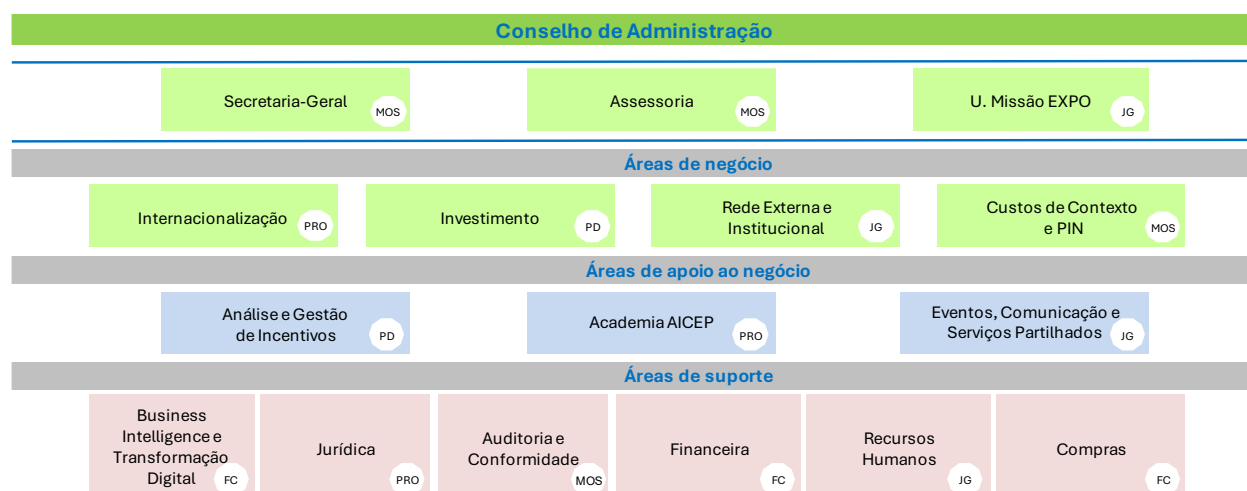 Conselho de Administração
Secretaria-Geral
MOS
Assessoria
MOS
U. Missão EXPO
JG
Áreas de negócio
Internacionalização
PRO
Investimento
PD
Rede Externa e
Institucional
JG
Custos de Contexto
e PIN
MOS
Áreas de apoio ao negócio
Análise e Gestão
de Incentivos
PD
Academia AICEP
PRO
Eventos, Comunicação e
Serviços Partilhados
JG
Áreas de suporte
Business
Intelligence e
Transformação
Digital
FC
Jurídica
PRO
Auditoria e
Conformidade
MOS
Financeira
FC
Recursos
Humanos
JG
Compras
FC